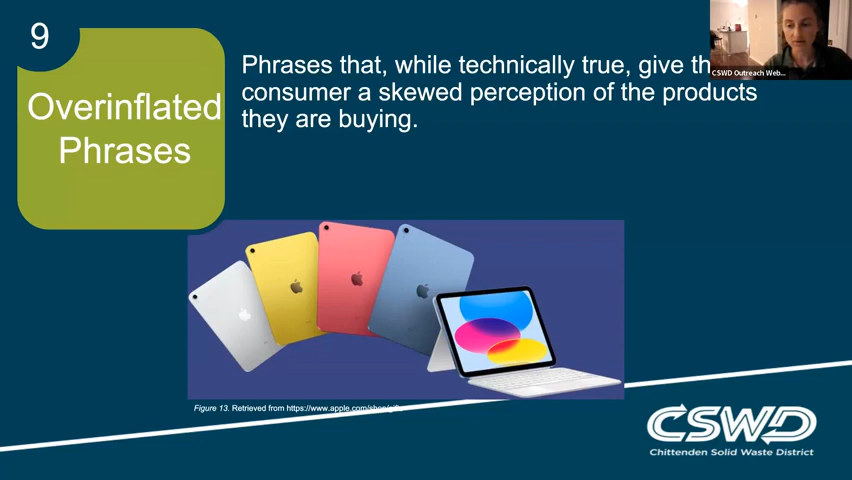 9
Overinflated
Phrases
Phrases that, while technically true, give th
consumer a skewed perception of the products
they are buying.
CSWD Outreach Web...
Figure 13. Retrieved from https://www.apple.com/shop/gifts
CSWD
Chittenden Solid Waste District